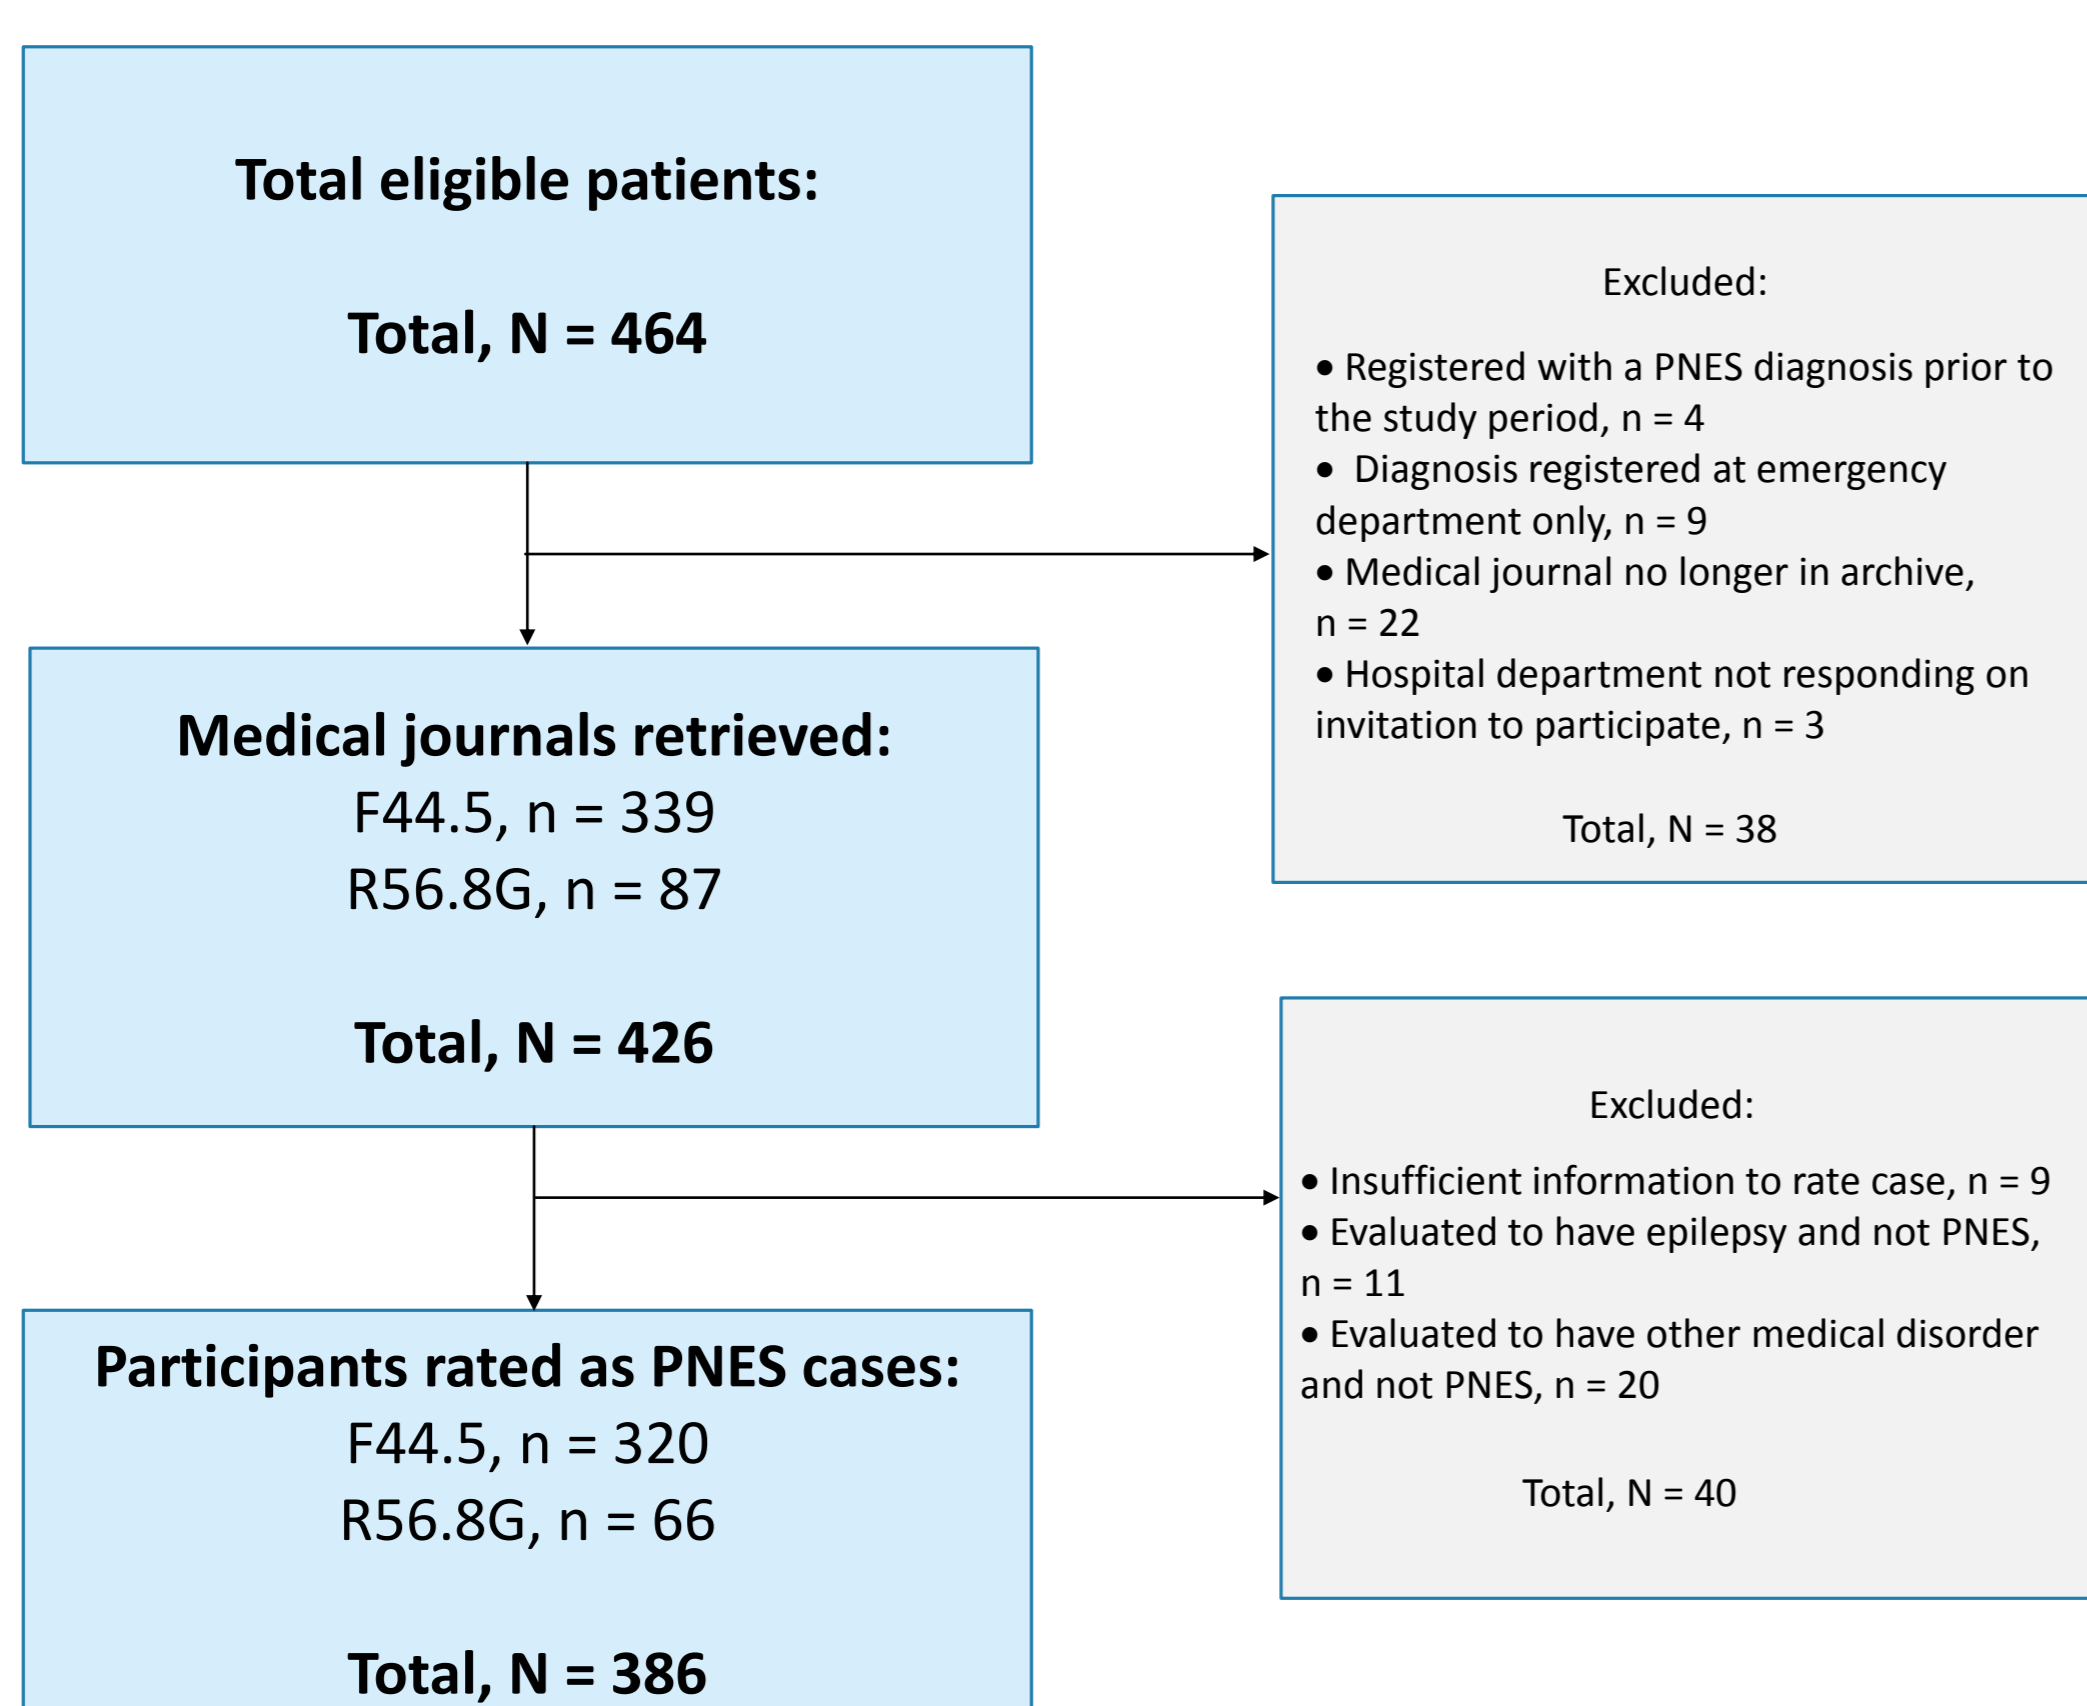 Total eligible patients:
Total, N = 464
Excluded:
• Registered with a PNES diagnosis prior to
the study period, n = 4
• Diagnosis registered at emergency
department only, n = 9
• Medical journal no longer in archive,
n = 22
• Hospital department not responding on
invitation to participate, n = 3
Total, N = 38
Medical journals retrieved:
F44.5, n = 339
R56.8G, n = 87
Total, N = 426
Excluded:
• Insufficient information to rate case, n = 9
• Evaluated to have epilepsy and not PNES,
n = 11
• Evaluated to have other medical disorder
and not PNES, n = 20
Total, N = 40
Participants rated as PNES cases:
F44.5, n = 320
R56.8G, n = 66
Total, N = 386